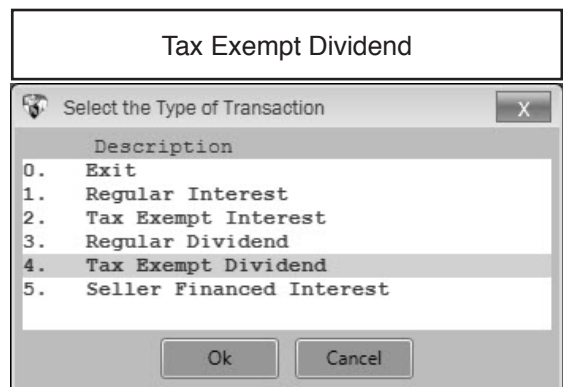 Tax Exempt Dividend
Select the Type of Transaction X
Description
0. Exit
1. Regular Interest
2. Tax Exempt Interest
3. Regular Dividend
4. Tax Exempt Dividend
5. Seller Financed Interest
Ok Cancel